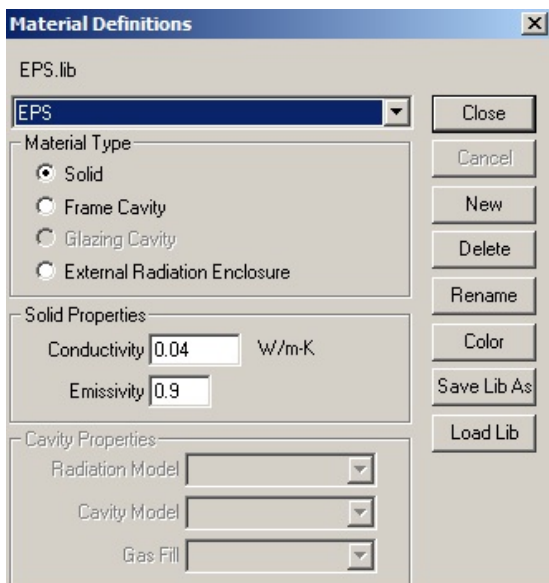 Material Definitions
EPS.lib
EPS
Close
Material Type
Solid
Cancel
Frame Cavity
New
Glazing Cavity
Delete
External Radiation Enclosure
Rename
Solid Properties
Conductivity 0.04 W/m-K
Color
Emissivity 0.9
Save Lib As
Load Lib
Cavity Properties
Radiation Model
Cavity Model
Gas Fill